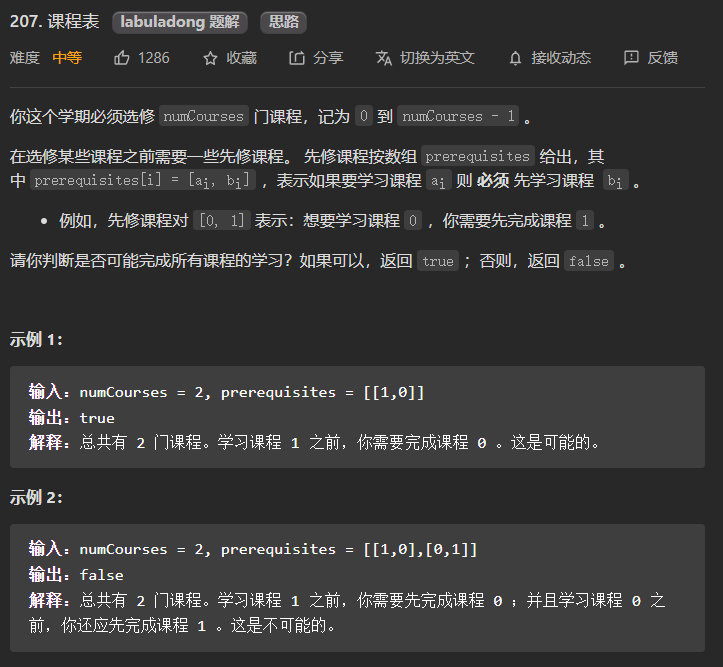 207. 课程表 labuladong 题解 思路
难度 中等 1286 收藏 分享 切换为英文 接收动态 反馈
你这个学期必须选修 numCourses 门课程，记为 0 到 numCourses - 1 。
在选修某些课程之前需要一些先修课程。 先修课程按数组 prerequisites 给出，其
中 prerequisites[i] = [ai, bi] ，表示如果要学习课程 ai 则 必须 先学习课程 bi 。
• 例如，先修课程对 [0, 1] 表示：想要学习课程 0 ，你需要先完成课程 1 。
请你判断是否可能完成所有课程的学习？如果可以，返回 true ；否则，返回 false 。
示例 1：
输入：numCourses = 2, prerequisites = [[1,0]]
输出：true
解释：总共有 2 门课程。学习课程 1 之前，你需要完成课程 0 。这是可能的。
示例 2：
输入：numCourses = 2, prerequisites = [[1,0],[0,1]]
输出：false
解释：总共有 2 门课程。学习课程 1 之前，你需要先完成课程 0 ；并且学习课程 0 之
前，你还应先完成课程 1 。这是不可能的。